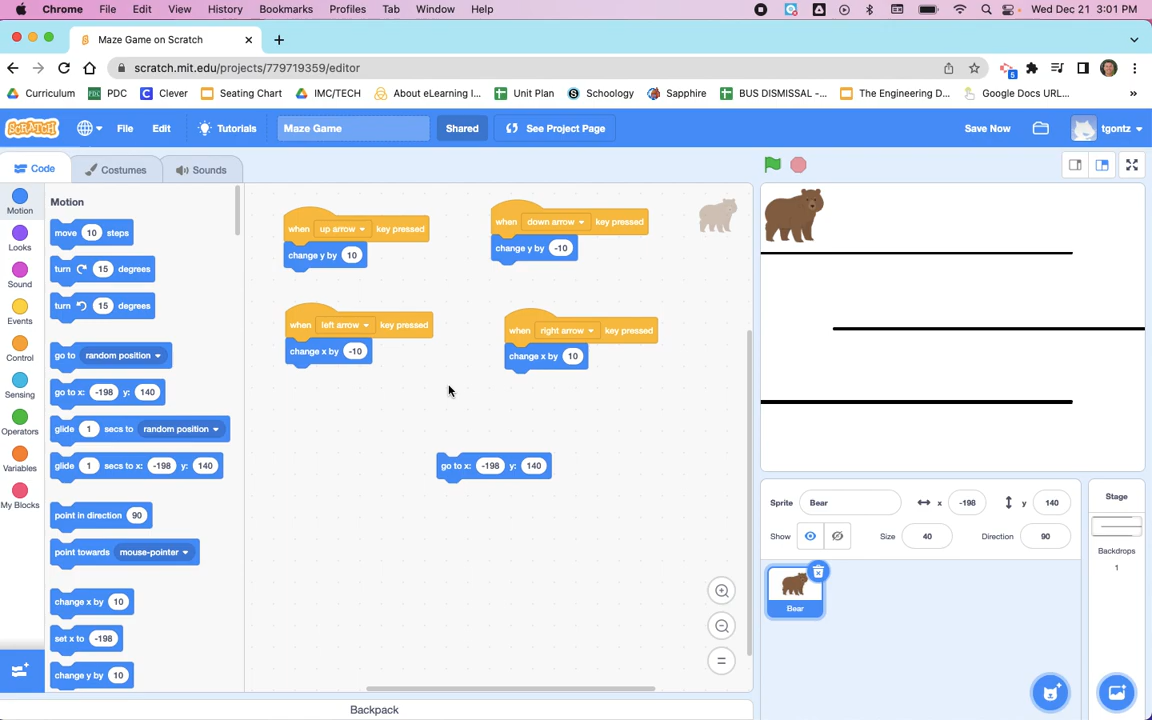 Chrome File Edit View History Bookmarks Profiles Tab Window Help Wed Dec 21 3:01 PM
Maze Game on Scratch
scratch.mit.edu/projects/779719359/editor
5
Curriculum PDC PDC Clever Seating Chart IMC/TECH About eLearning I... Unit Plan Schoology Sapphire BUS DISMISSAL -... The Engineering D... Google Docs URL... »
SCRATCH File Edit Tutorials Maze Game Shared See Project Page Save Now tgontz
Code Costumes Sounds
Motion
Looks
Sound
Events
Control
Sensing
Operators
Variables
My Blocks
Motion
move 10 steps
turn 15 degrees
turn 15 degrees
go to random position
go to x: -198 y: 140
glide 1 secs to random position
glide 1 secs to x: -198 y: 140
point in direction 90
point towards mouse-pointer
change x by 10
set x to -198
change y by 10
when up arrow key pressed
change y by 10
when down arrow key pressed
change y by -10
when left arrow key pressed
change x by -10
when right arrow key pressed
change x by 10
go to x: -198 y: 140
Backpack
Sprite Bear x -198 y 140
Show Size 40 Direction 90
Bear
Stage
Backdrops
1